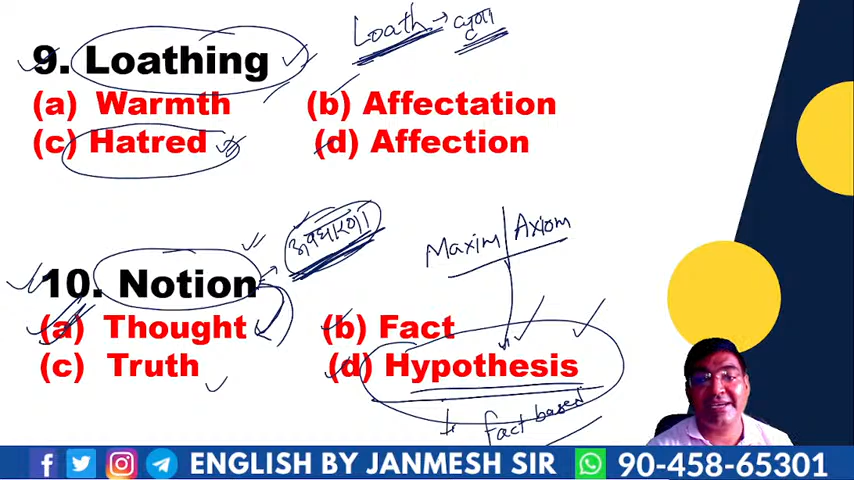 Loath → घृणा
9. Loathing
(a) Warmth (b) Affectation
(c) Hatred (d) Affection
अवधारणा
Maxim | Axiom
10. Notion
(a) Thought (b) Fact
(c) Truth (d) Hypothesis
Fact based
ENGLISH BY JANMESH SIR 90-458-65301